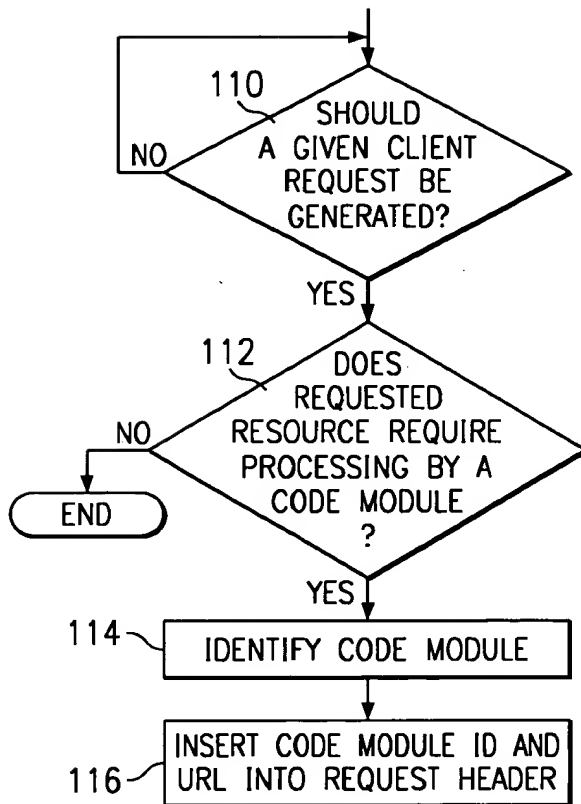 110
SHOULD
A GIVEN CLIENT
REQUEST BE
GENERATED?
NO
YES
112
DOES
REQUESTED
RESOURCE REQUIRE
PROCESSING BY A
CODE MODULE
?
NO
END
YES
114
IDENTIFY CODE MODULE
INSERT CODE MODULE ID AND
URL INTO REQUEST HEADER
116